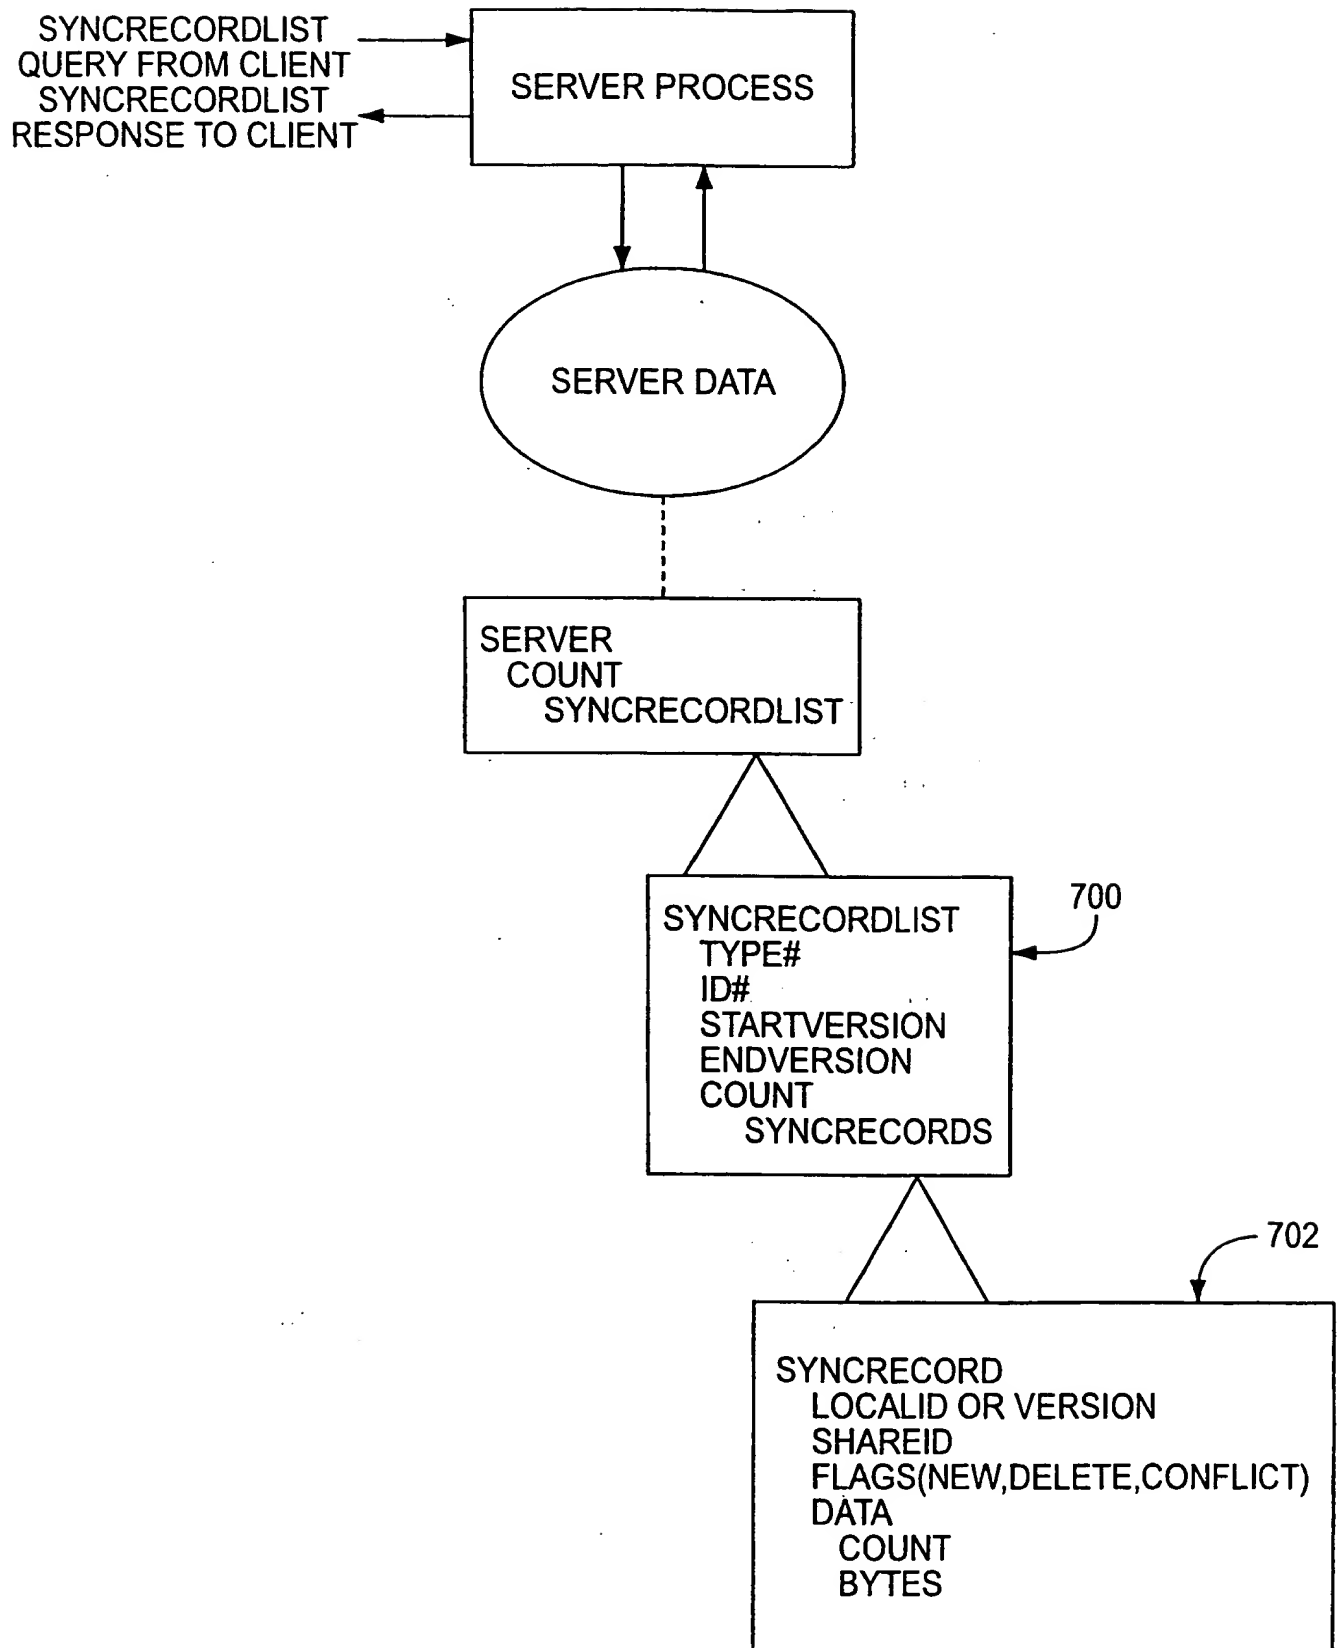 SYNCRECORDLIST
QUERY FROM CLIENT
SYNCRECORDLIST
RESPONSE TO CLIENT
SERVER PROCESS
SERVER DATA
SERVER
COUNT
SYNCRECORDLIST
700
SYNCRECORDLIST
TYPE#
ID#
STARTVERSION
ENDVERSION
COUNT
SYNCRECORDS
702
SYNCRECORD
LOCALID OR VERSION
SHAREID
FLAGS(NEW,DELETE,CONFLICT)
DATA
COUNT
BYTES